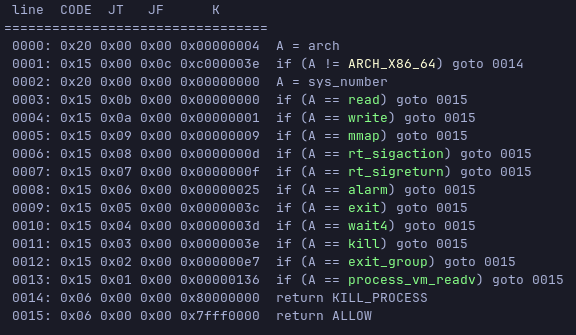 line  CODE  JT   JF      K
=================================
0000: 0x20 0x00 0x00 0x00000004  A = arch
0001: 0x15 0x00 0x0c 0xc000003e  if (A != ARCH_X86_64) goto 0014
0002: 0x20 0x00 0x00 0x00000000  A = sys_number
0003: 0x15 0x0b 0x00 0x00000000  if (A == read) goto 0015
0004: 0x15 0x0a 0x00 0x00000001  if (A == write) goto 0015
0005: 0x15 0x09 0x00 0x00000009  if (A == mmap) goto 0015
0006: 0x15 0x08 0x00 0x0000000d  if (A == rt_sigaction) goto 0015
0007: 0x15 0x07 0x00 0x0000000f  if (A == rt_sigreturn) goto 0015
0008: 0x15 0x06 0x00 0x00000025  if (A == alarm) goto 0015
0009: 0x15 0x05 0x00 0x0000003c  if (A == exit) goto 0015
0010: 0x15 0x04 0x00 0x0000003d  if (A == wait4) goto 0015
0011: 0x15 0x03 0x00 0x0000003e  if (A == kill) goto 0015
0012: 0x15 0x02 0x00 0x000000e7  if (A == exit_group) goto 0015
0013: 0x15 0x01 0x00 0x00000136  if (A == process_vm_readv) goto 0015
0014: 0x06 0x00 0x00 0x80000000  return KILL_PROCESS
0015: 0x06 0x00 0x00 0x7fff0000  return ALLOW